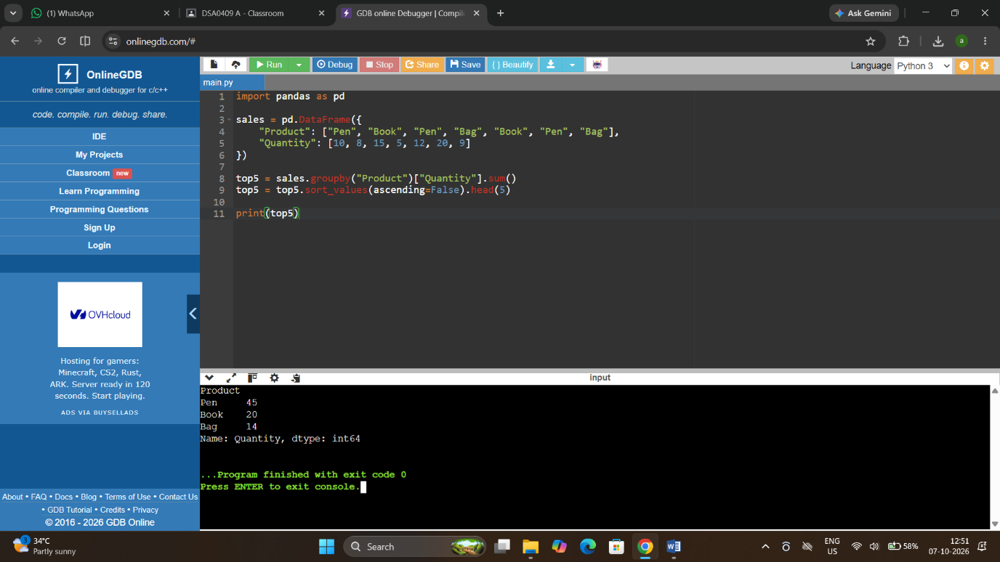 (1) WhatsApp
DSA0409 A - Classroom
GDB online Debugger | Compile
Ask Gemini
onlinegdb.com/#
a
OnlineGDB
online compiler and debugger for c/c++
code. compile. run. debug. share.
IDE
My Projects
Classroom new
Learn Programming
Programming Questions
Sign Up
Login
OVHcloud
Hosting for gamers:
Minecraft, CS2, Rust,
ARK. Server ready in 120
seconds. Start playing.
ADS VIA BUYSELLADS
About • FAQ • Docs • Blog • Terms of Use • Contact Us
• GDB Tutorial • Credits • Privacy
© 2016 - 2026 GDB Online
Run Debug Stop Share Save { } Beautify
Language Python 3
main.py
1 import pandas as pd
2
3 sales = pd.DataFrame({
4     "Product": ["Pen", "Book", "Pen", "Bag", "Book", "Pen", "Bag"],
5     "Quantity": [10, 8, 15, 5, 12, 20, 9]
6 })
7
8 top5 = sales.groupby("Product")["Quantity"].sum()
9 top5 = top5.sort_values(ascending=False).head(5)
10
11 print(top5)
input
Product
Pen     45
Book    20
Bag     14
Name: Quantity, dtype: int64
...Program finished with exit code 0
Press ENTER to exit console.
3
34°C
Partly sunny
Search
ENG
US
58%
12:51
07-10-2026